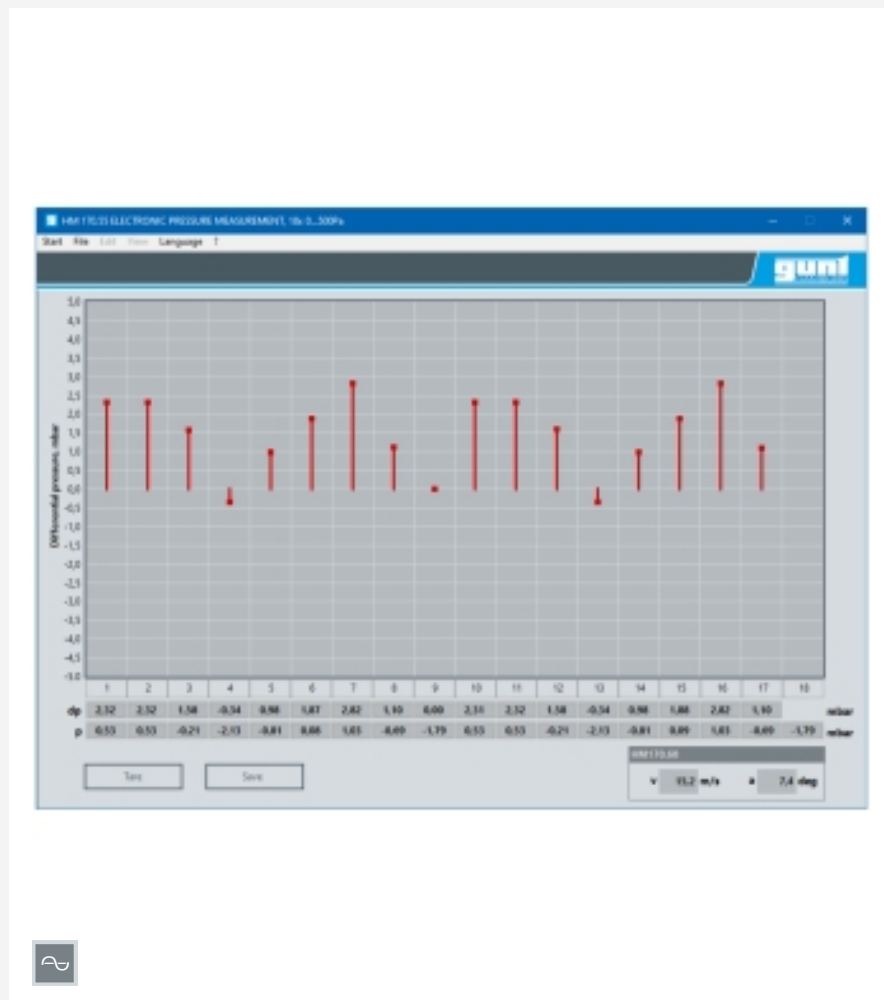 HM 170.55 ELECTRONIC PRESSURE MEASUREMENT, 18x 0...500Pa
Start File Edit View Language ?
gunt
5,0
4,5
4,0
3,5
3,0
2,5
2,0
1,5
1,0
0,5
0,0
-0,5
-1,0
-1,5
-2,0
-2,5
-3,0
-3,5
-4,0
-4,5
-5,0
Differential pressure, mbar
1 2 3 4 5 6 7 8 9 10 11 12 13 14 15 16 17 18
dp 2,32 2,32 1,58 -0,34 0,98 1,87 2,82 1,10 0,00 2,31 2,32 1,58 -0,34 0,98 1,88 2,82 1,10 mbar
p 0,53 0,53 -0,21 -2,13 -0,81 0,08 1,03 -0,69 -1,79 0,53 0,53 -0,21 -2,13 -0,81 0,09 1,03 -0,69 -1,79 mbar
Tare Save
HM170.60
v m/s 7,4 deg